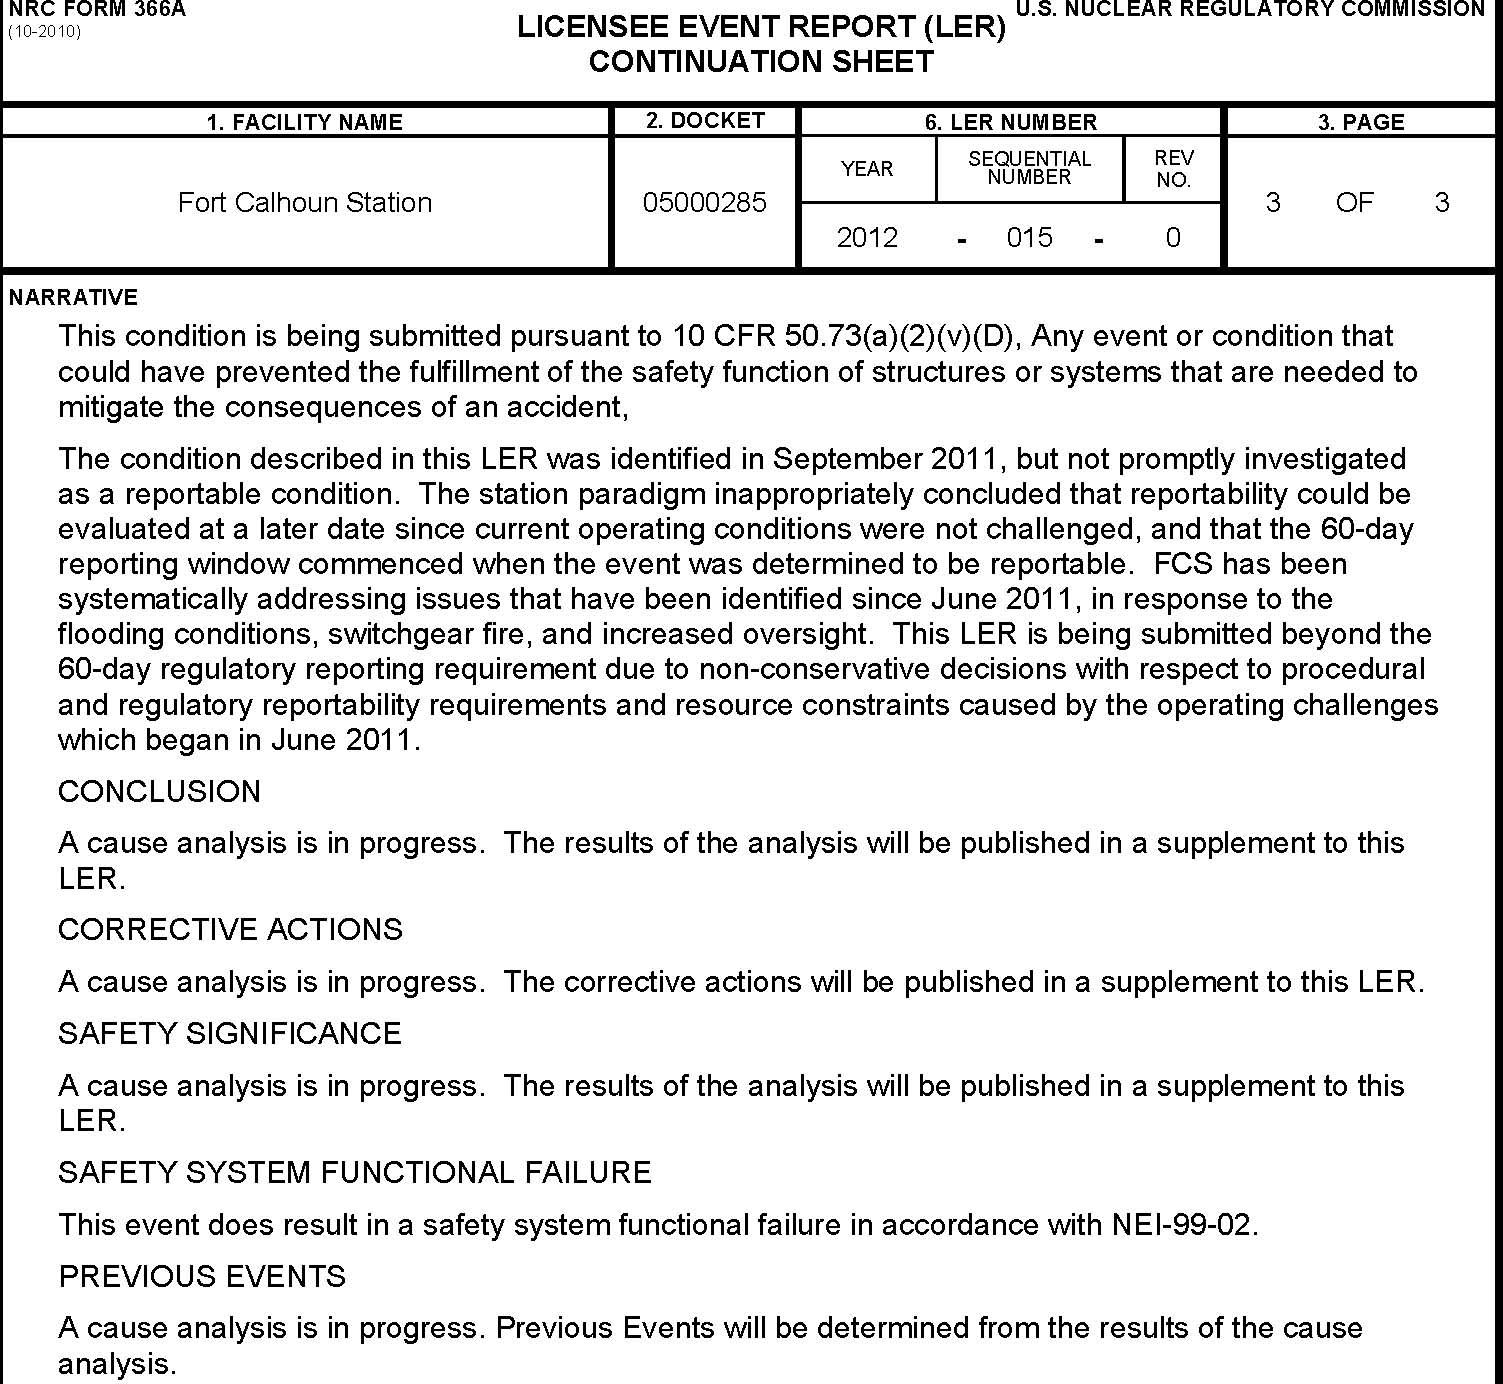 NRC FORM 366A
(10-2010)
U.S. NUCLEAR REGULATORY COMMISSION
LICENSEE EVENT REPORT (LER)
CONTINUATION SHEET
1. FACILITY NAME
2. DOCKET
6. LER NUMBER
3. PAGE
Fort Calhoun Station
05000285
YEAR
SEQUENTIAL
NUMBER
REV
NO.
2012 - 015 - 0
3 OF 3
NARRATIVE
This condition is being submitted pursuant to 10 CFR 50.73(a)(2)(v)(D), Any event or condition that
could have prevented the fulfillment of the safety function of structures or systems that are needed to
mitigate the consequences of an accident,
The condition described in this LER was identified in September 2011, but not promptly investigated
as a reportable condition.  The station paradigm inappropriately concluded that reportability could be
evaluated at a later date since current operating conditions were not challenged, and that the 60-day
reporting window commenced when the event was determined to be reportable.  FCS has been
systematically addressing issues that have been identified since June 2011, in response to the
flooding conditions, switchgear fire, and increased oversight.  This LER is being submitted beyond the
60-day regulatory reporting requirement due to non-conservative decisions with respect to procedural
and regulatory reportability requirements and resource constraints caused by the operating challenges
which began in June 2011.
CONCLUSION
A cause analysis is in progress.  The results of the analysis will be published in a supplement to this
LER.
CORRECTIVE ACTIONS
A cause analysis is in progress.  The corrective actions will be published in a supplement to this LER.
SAFETY SIGNIFICANCE
A cause analysis is in progress.  The results of the analysis will be published in a supplement to this
LER.
SAFETY SYSTEM FUNCTIONAL FAILURE
This event does result in a safety system functional failure in accordance with NEI-99-02.
PREVIOUS EVENTS
A cause analysis is in progress. Previous Events will be determined from the results of the cause
analysis.